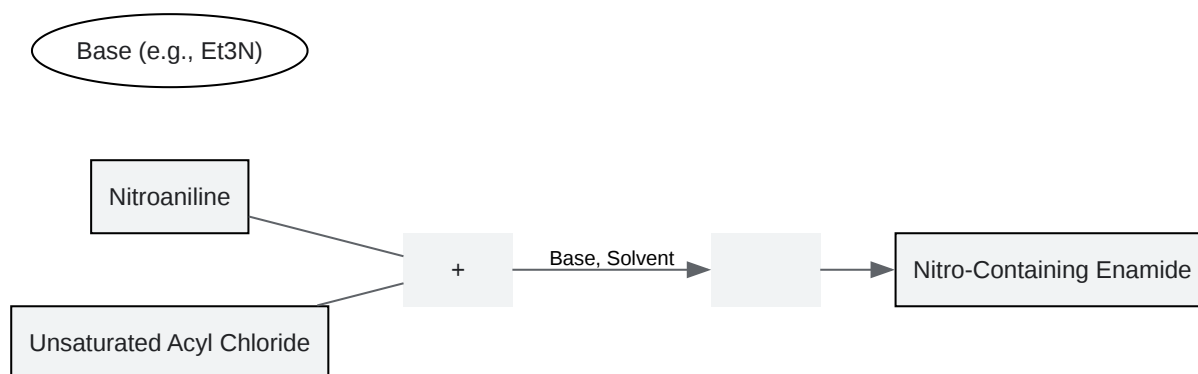 Base (e.g., Et3N)
Nitroaniline
+
Base, Solvent
Nitro-Containing Enamide
Unsaturated Acyl Chloride